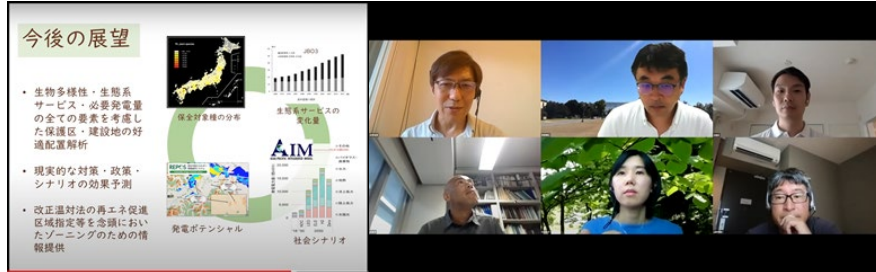 今後の展望
• 生物多様性・生態系
サービス・必要発電量
の全ての要素を考慮し
た保護区・建設地の好
適配置解析
• 現実的な対策・政策・
シナリオの効果予測
• 改正温対法の再エネ促進
区域指定等を念頭におい
たゾーニングのための情
報提供
保全対象種の分布
JBO3
生態系サービスの
変化量
REPOS
発電ポテンシャル
AIM
社会シナリオ